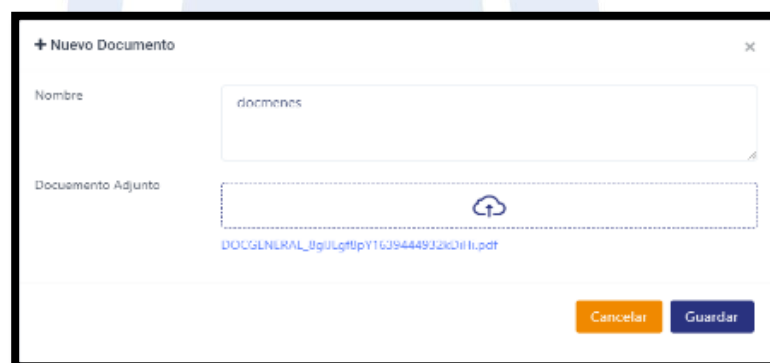 + Nuevo Documento
Nombre
docmenes
Docuemento Adjunto
Cancelar
Guardar